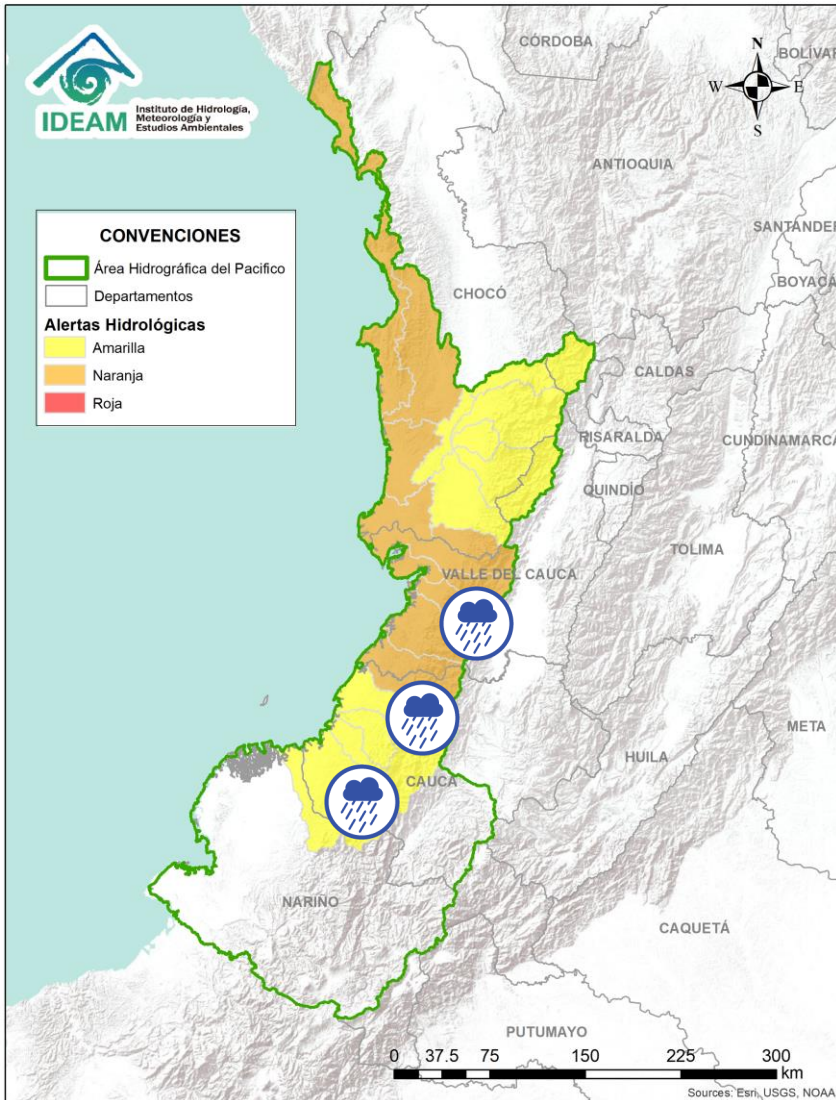 IDEAM
Instituto de Hidrología,
Meteorología y
Estudios Ambientales
N
W
E
S
CONVENCIONES
Área Hidrográfica del Pacifico
Departamentos
Alertas Hidrológicas
Amarilla
Naranja
Roja
CÓRDOBA
BOLÍVAR
ANTIOQUIA
SANTANDER
BOYACÁ
CHOCÓ
CALDAS
RISARALDA
CUNDINAMARCA
QUINDÍO
TOLIMA
VALLE DEL CAUCA
META
HUILA
CAUCA
NARIÑO
CAQUETÁ
PUTUMAYO
0 37.5 75 150 225 300
km
Sources: Esri, USGS, NOAA